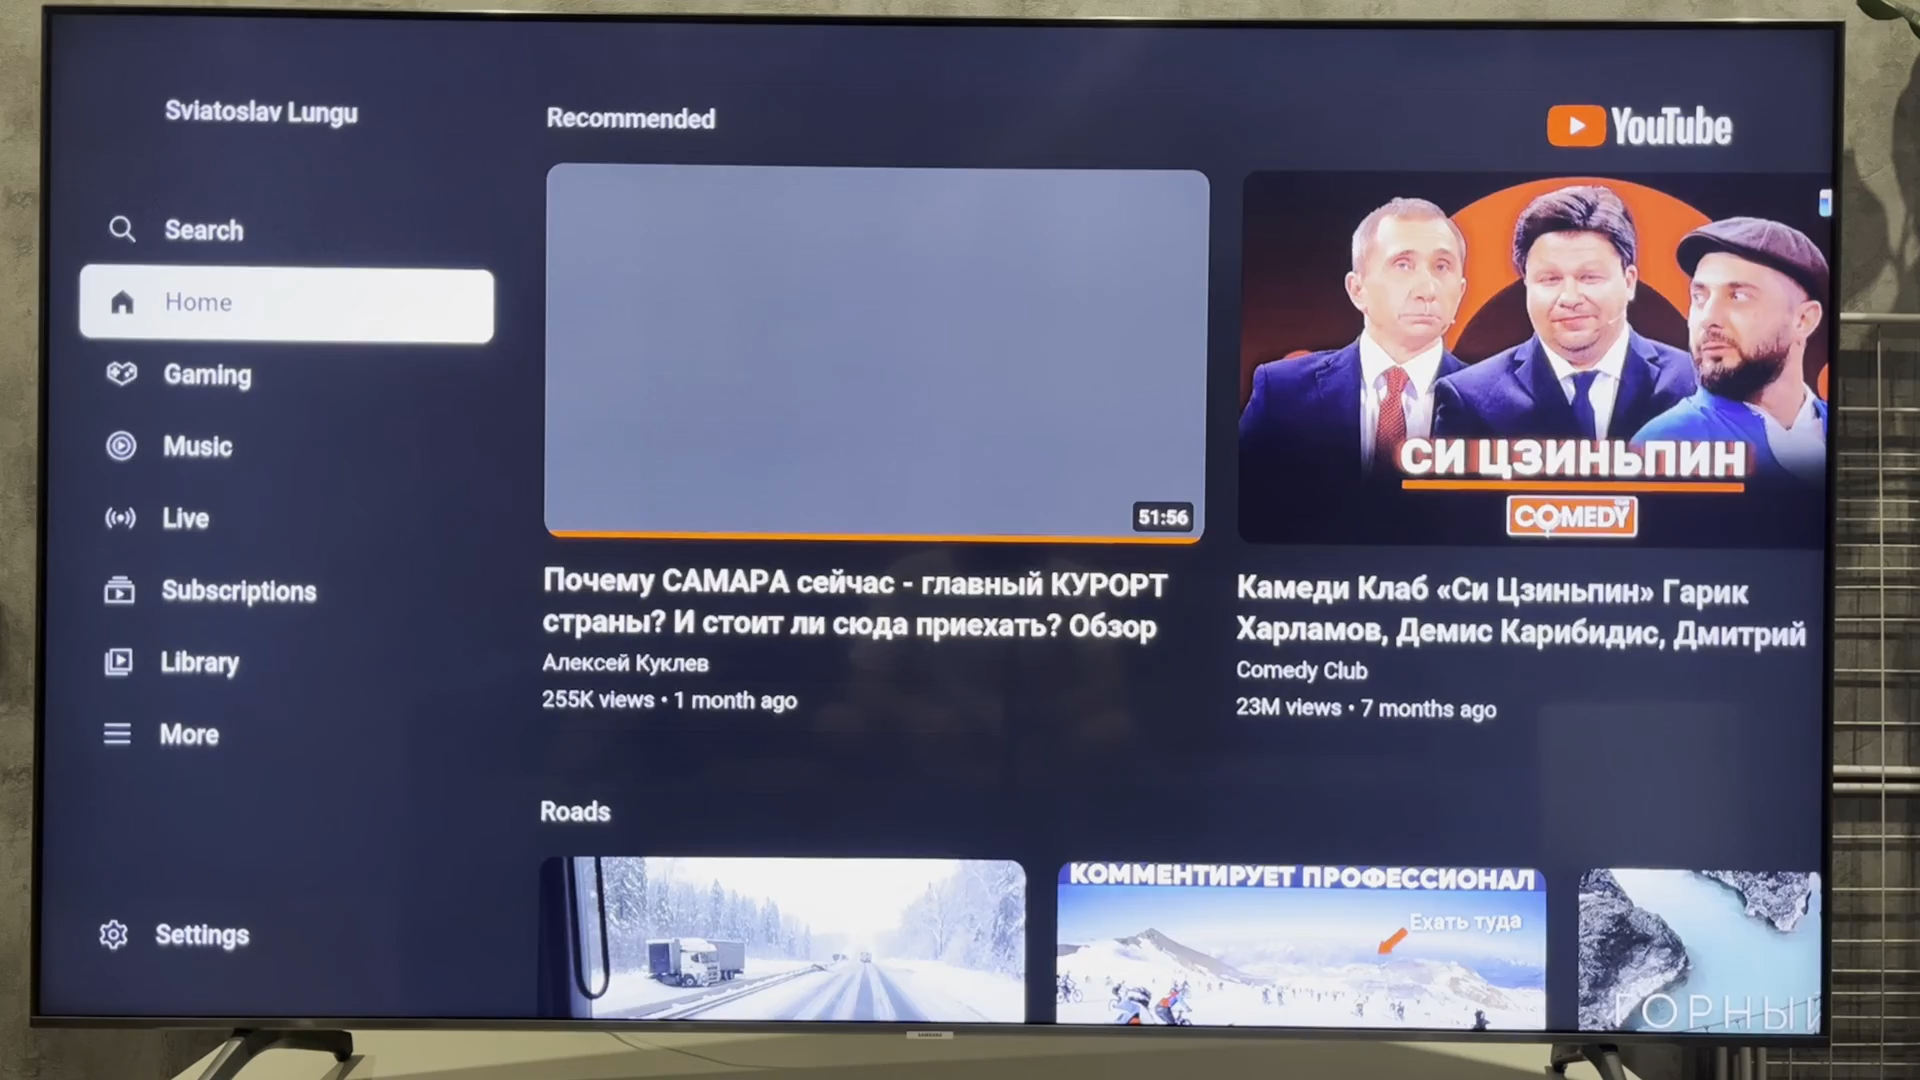 Sviatoslav Lungu
Recommended
YouTube
Search
Home
Gaming
Music
Live
Subscriptions
Library
More
Settings
51:56
Почему САМАРА сейчас - главный КУРОРТ
страны? И стоит ли сюда приехать? Обзор
Алексей Куклев
255K views • 1 month ago
СИ ЦЗИНЬПИН
COMEDY
Камеди Клаб «Си Цзиньпин» Гарик
Харламов, Демис Карибидис, Дмитрий
Comedy Club
23M views • 7 months ago
Roads
КОММЕНТИРУЕТ ПРОФЕССИОНАЛ
Ехать туда
ГОРНЫЙ
SAMSUNG